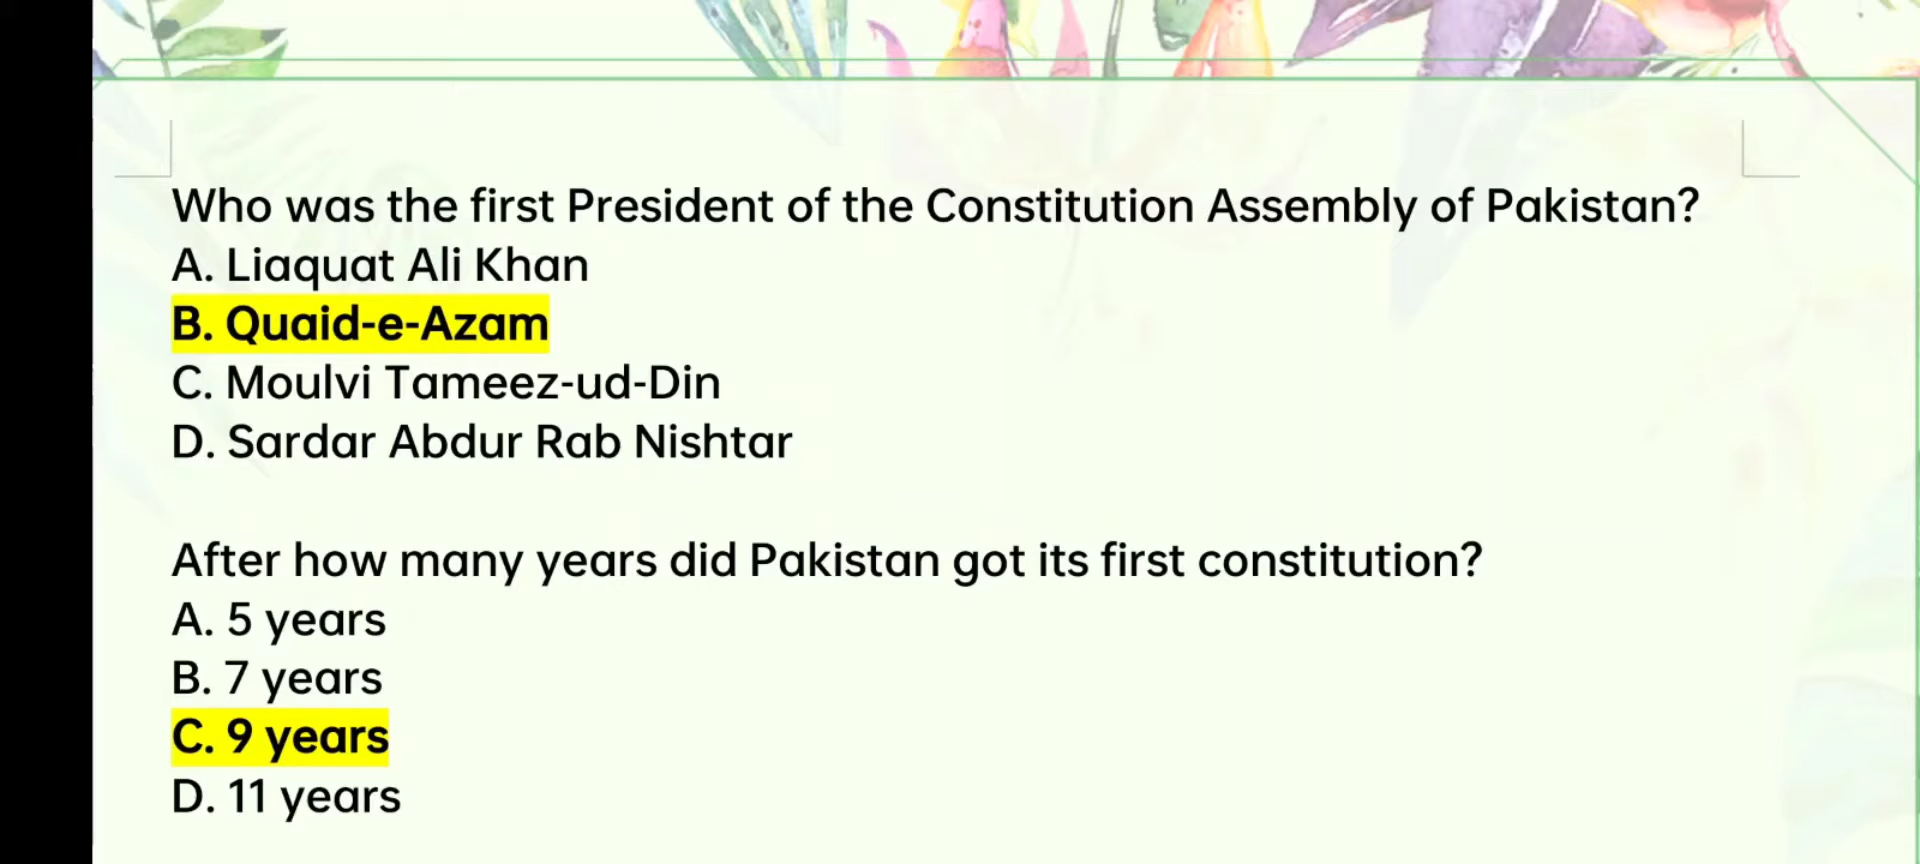 Who was the first President of the Constitution Assembly of Pakistan?
A. Liaquat Ali Khan
B. Quaid-e-Azam
C. Moulvi Tameez-ud-Din
D. Sardar Abdur Rab Nishtar
After how many years did Pakistan got its first constitution?
A. 5 years
B. 7 years
C. 9 years
D. 11 years